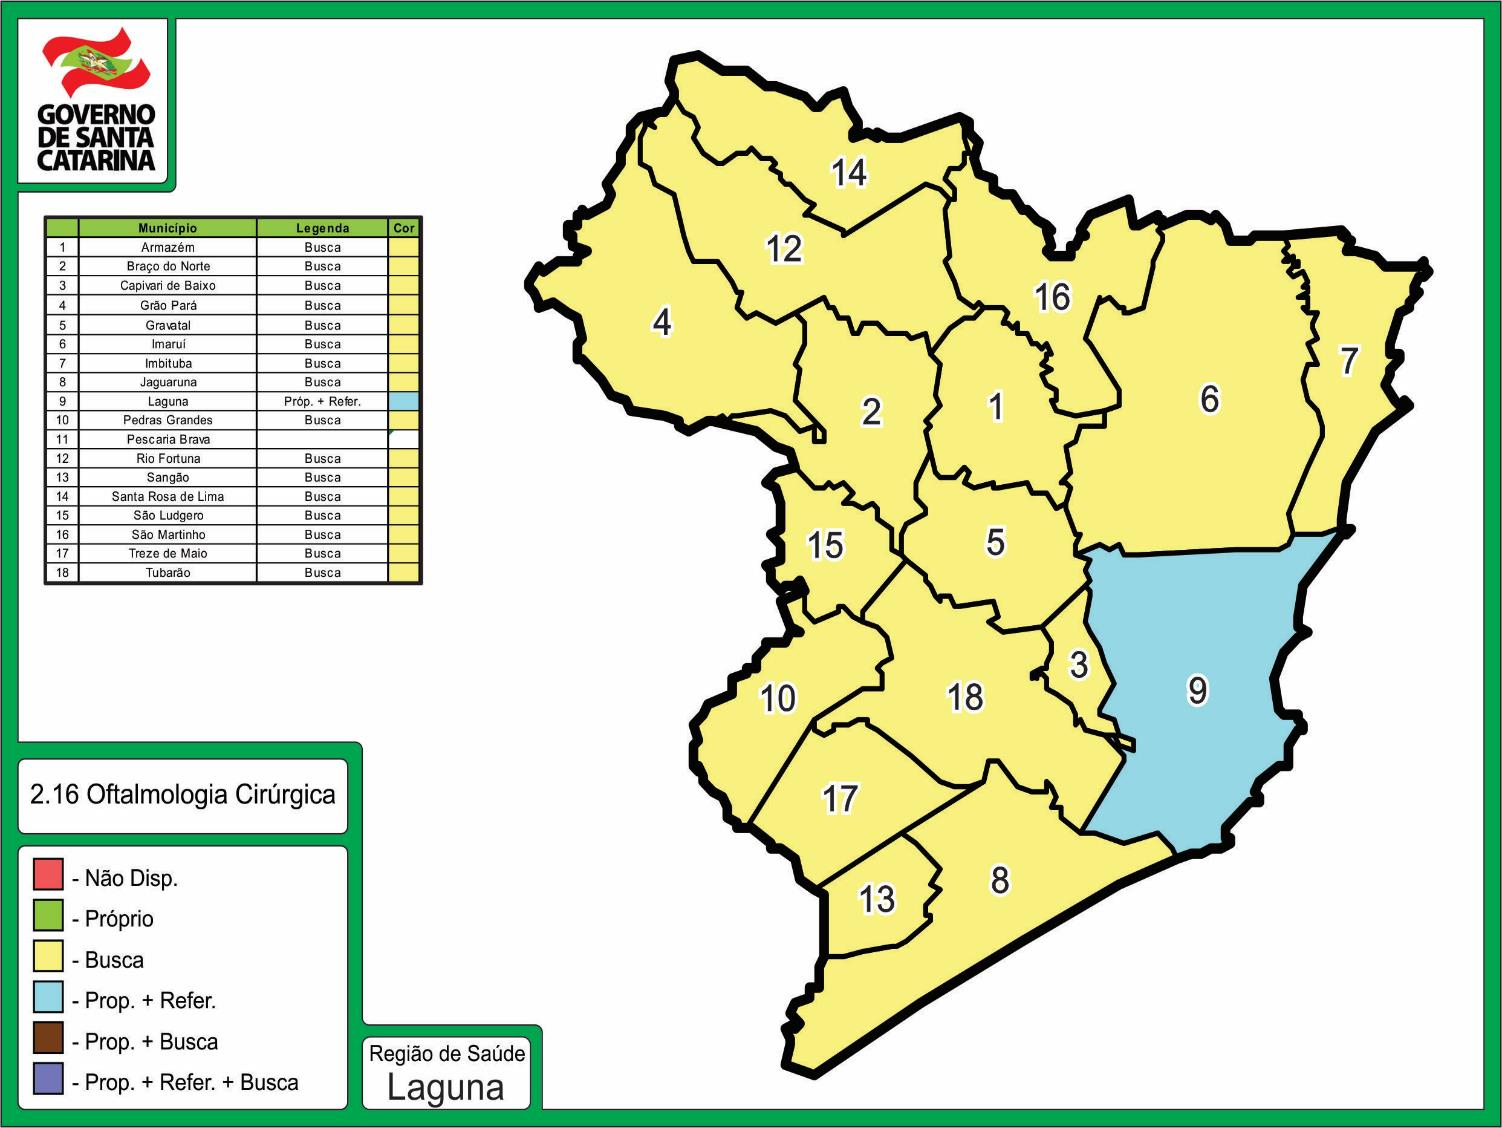 GOVERNO
DE SANTA
CATARINA
Município Legenda Cor
1 Armazém Busca
2 Braço do Norte Busca
3 Capivari de Baixo Busca
4 Grão Pará Busca
5 Gravatal Busca
6 Imaruí Busca
7 Imbituba Busca
8 Jaguaruna Busca
9 Laguna Próp. + Refer.
10 Pedras Grandes Busca
11 Pescaria Brava
12 Rio Fortuna Busca
13 Sangão Busca
14 Santa Rosa de Lima Busca
15 São Ludgero Busca
16 São Martinho Busca
17 Treze de Maio Busca
18 Tubarão Busca
14
12
16
4
7
6
2
1
15
5
3
10
18
9
17
8
13
2.16 Oftalmologia Cirúrgica
- Não Disp.
- Próprio
- Busca
- Prop. + Refer.
- Prop. + Busca
- Prop. + Refer. + Busca
Região de Saúde
Laguna